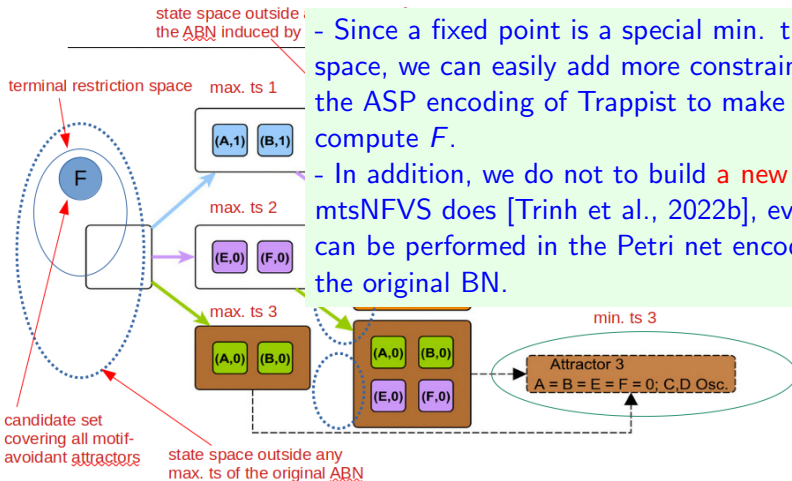 state space outside
the ABN induced by
- Since a fixed point is a special min. t
space, we can easily add more constrain
the ASP encoding of Trappist to make
compute F.
- In addition, we do not to build a new
mtsNFVS does [Trinh et al., 2022b], ev
can be performed in the Petri net encod
the original BN.
terminal restriction space
F
max. ts 1
(A,1) (B,1)
max. ts 2
(E,0) (F,0)
max. ts 3
(A,0) (B,0)
(A,0) (B,0)
(E,0) (F,0)
min. ts 3
Attractor 3
A = B = E = F = 0; C,D Osc.
candidate set
covering all motif-
avoidant attractors
state space outside any
max. ts of the original ABN